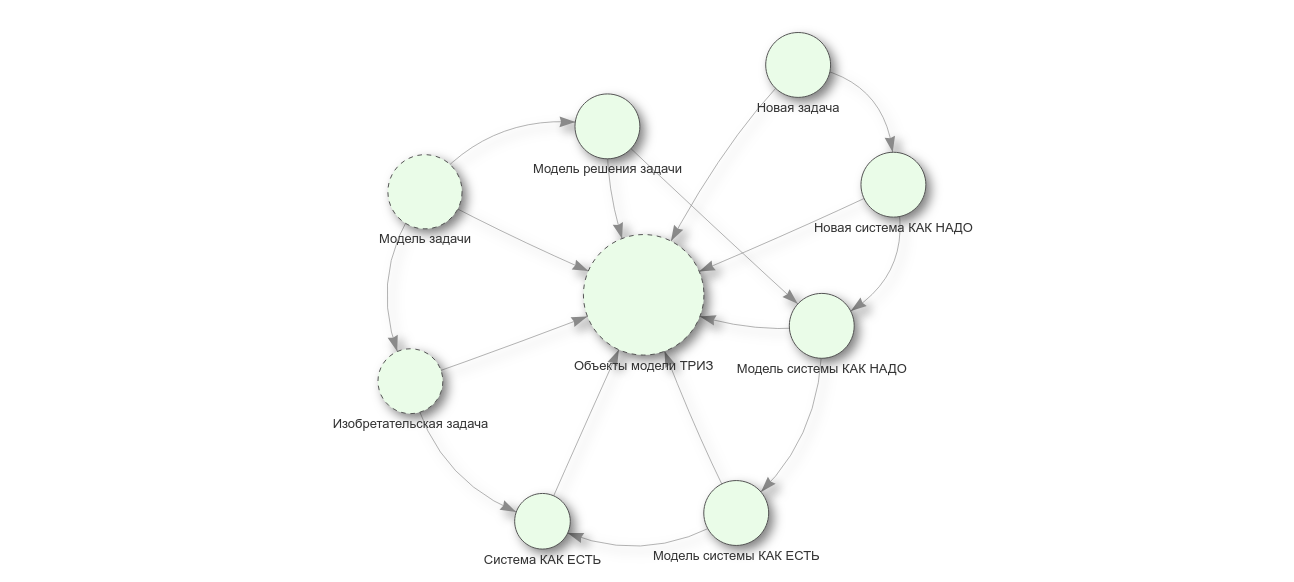 Новая задача
Модель решения задачи
Новая система КАК НАДО
Модель задачи
Объекты модели ТРИЗ
Модель системы КАК НАДО
Изобретательская задача
Модель системы КАК ЕСТЬ
Система КАК ЕСТЬ